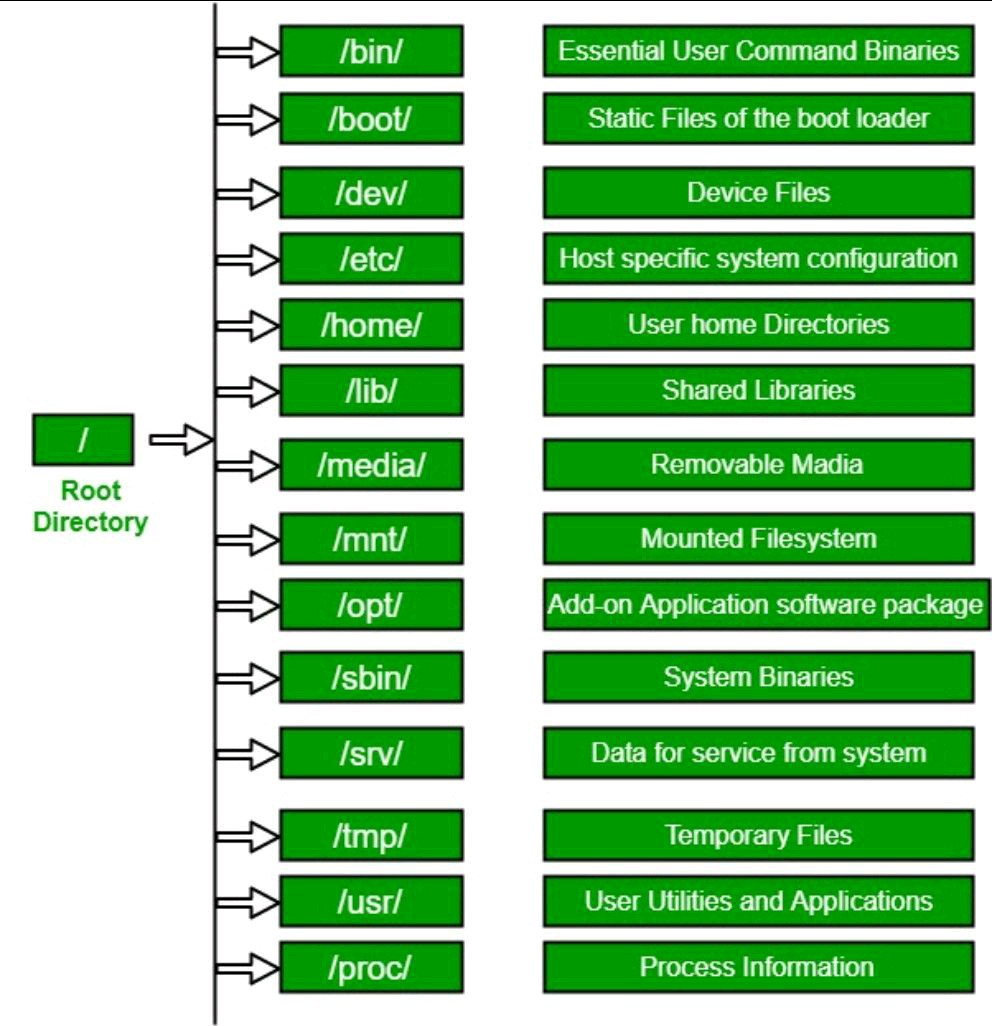 /bin/ Essential User Command Binaries
/boot/ Static Files of the boot loader
/dev/ Device Files
/etc/ Host specific system configuration
/home/ User home Directories
/lib/ Shared Libraries
/
Root
Directory
/media/ Removable Madia
/mnt/ Mounted Filesystem
/opt/ Add-on Application software package
/sbin/ System Binaries
/srv/ Data for service from system
/tmp/ Temporary Files
/usr/ User Utilities and Applications
/proc/ Process Information